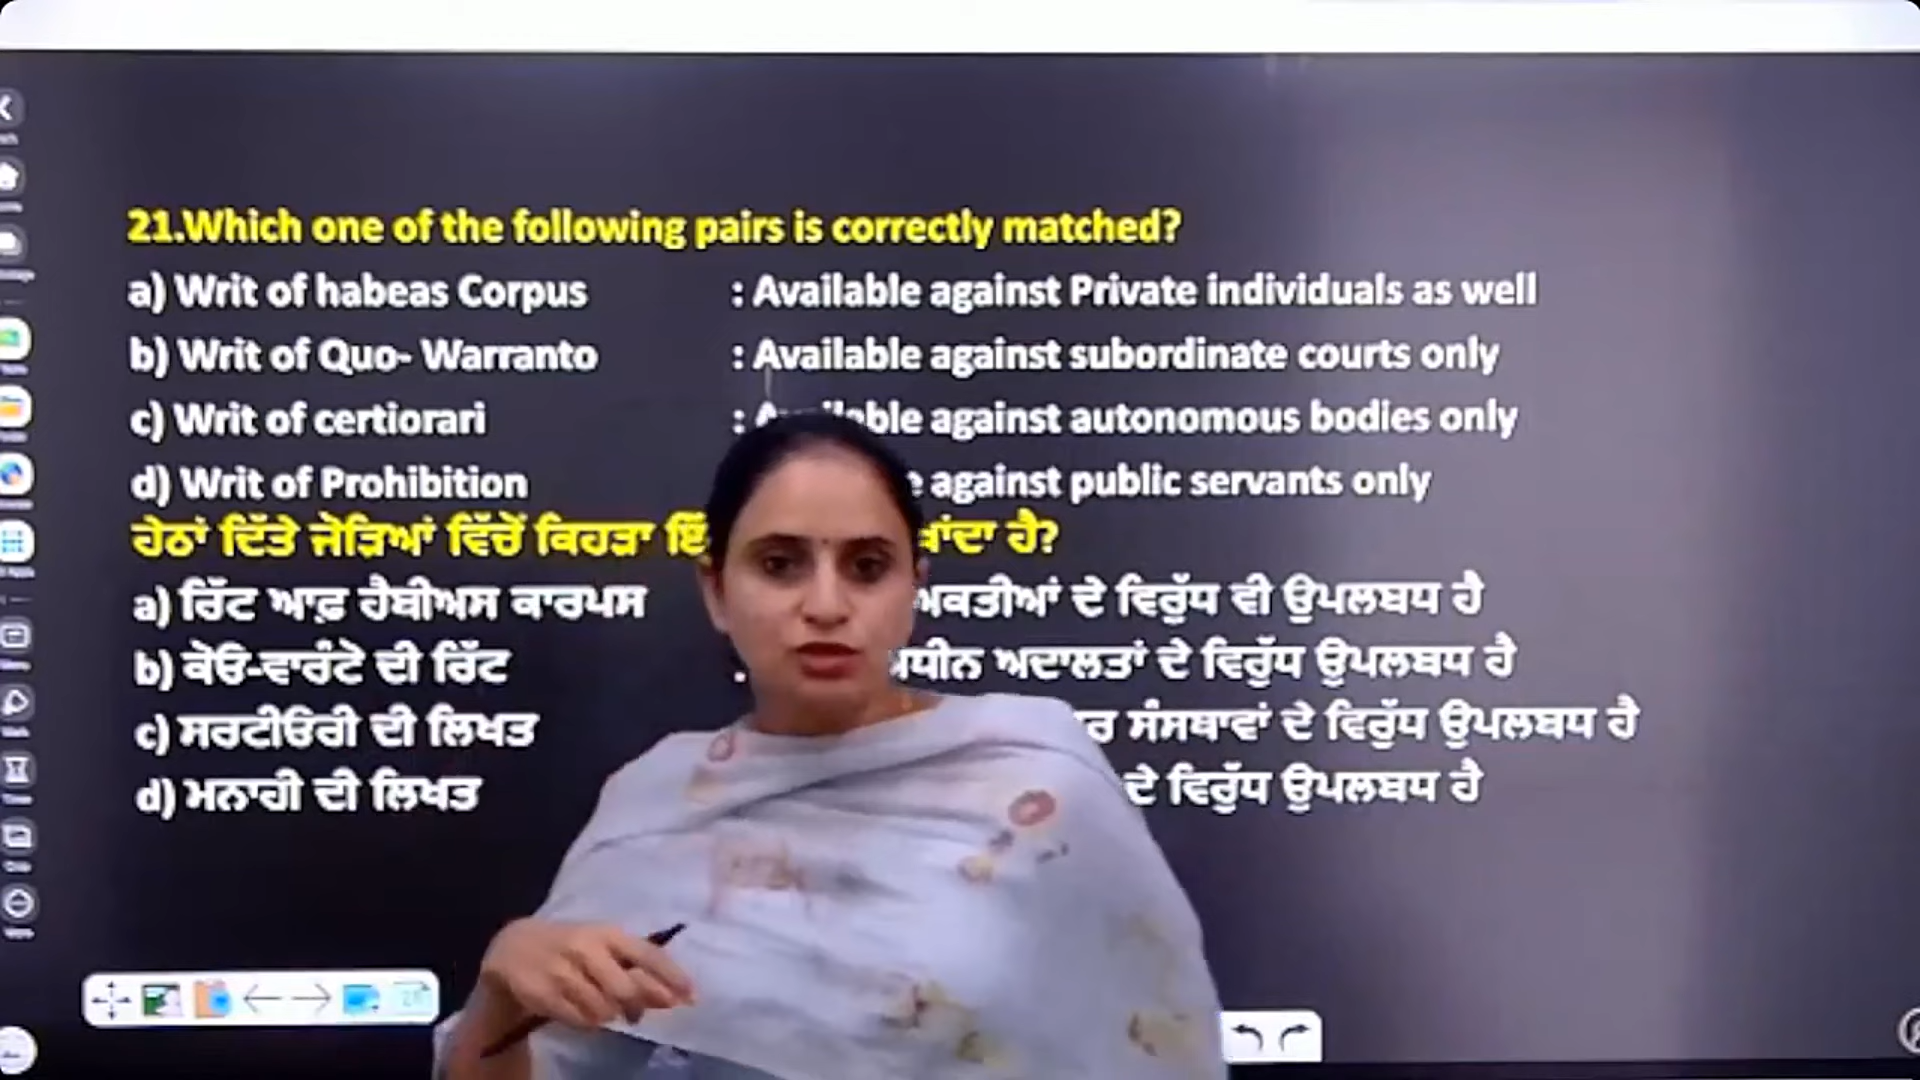 21.Which one of the following pairs is correctly matched?
a) Writ of habeas Corpus : Available against Private individuals as well
b) Writ of Quo- Warranto : Available against subordinate courts only
c) Writ of certiorari : against autonomous bodies only
d) Writ of Prohibition against public servants only
ਹੇਠਾਂ ਦਿੱਤੇ ਜੋੜਿਆਂ ਵਿੱਚੋਂ ਕਿਹੜਾ ਹੈ?
a) ਰਿੱਟ ਆਫ਼ ਹੈਬੀਅਸ ਕਾਰਪਸ ਦੇ ਵਿਰੁੱਧ ਵੀ ਉਪਲਬਧ ਹੈ
b) ਕੋਓ-ਵਾਰੰਟੋ ਦੀ ਰਿੱਟ ਅਦਾਲਤਾਂ ਦੇ ਵਿਰੁੱਧ ਉਪਲਬਧ ਹੈ
c) ਸਰਟੀਓਰੀ ਦੀ ਲਿਖਤ ਸੰਸਥਾਵਾਂ ਦੇ ਵਿਰੁੱਧ ਉਪਲਬਧ ਹੈ
d) ਮਨਾਹੀ ਦੀ ਲਿਖਤ ਦੇ ਵਿਰੁੱਧ ਉਪਲਬਧ ਹੈ